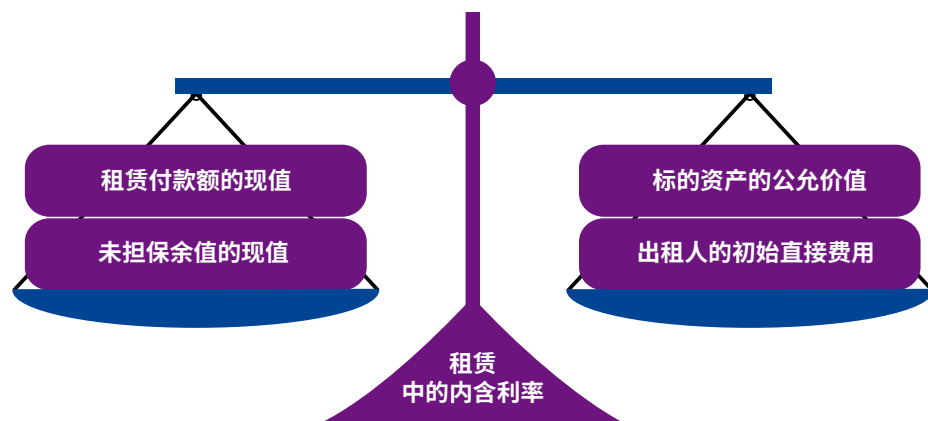 租赁付款额的现值
未担保余值的现值
标的资产的公允价值
出租人的初始直接费用
租赁
中的内含利率